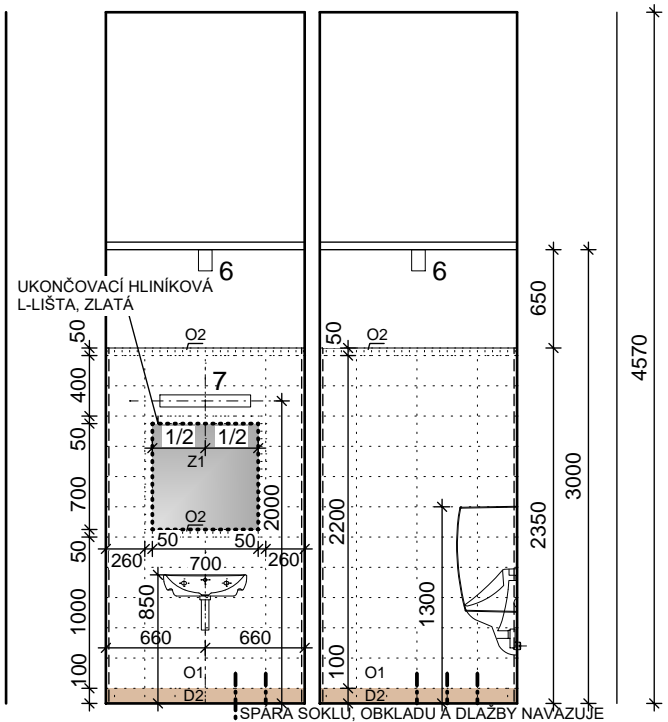 6
6
UKONČOVACÍ HLINÍKOVÁ
L-LIŠTA, ZLATÁ
50
O2
50
O2
650
4570
400
7
50
1/2
1/2
Z1
3000
700
2000
2200
2350
O2
50
50
50
260
700
260
850
1300
1000
660
660
100
O1
100
O1
D2
D2
SPÁRA SOKLU, OBKLADU A DLAŽBY NAVAZUJE